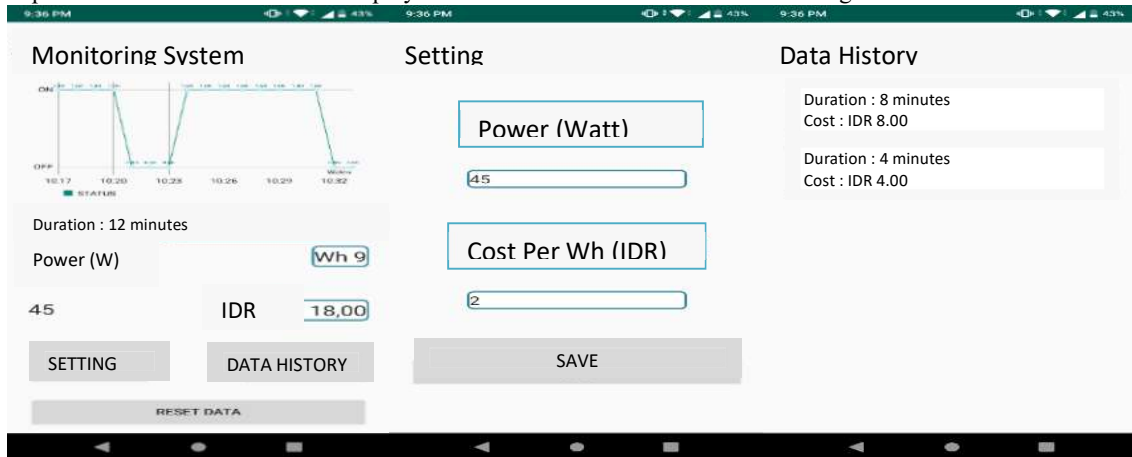 9:36 PM
43%
Monitoring System
ON
OFF
10.17 10.20 10.23 10.26 10.29 10.32
STATUS
Duration : 12 minutes
Power (W)
Wh 9
45
IDR
18,00
SETTING
DATA HISTORY
RESET DATA
9:36 PM
43%
Setting
Power (Watt)
45
Cost Per Wh (IDR)
2
SAVE
9:36 PM
43%
Data History
Duration : 8 minutes
Cost : IDR 8.00
Duration : 4 minutes
Cost : IDR 4.00